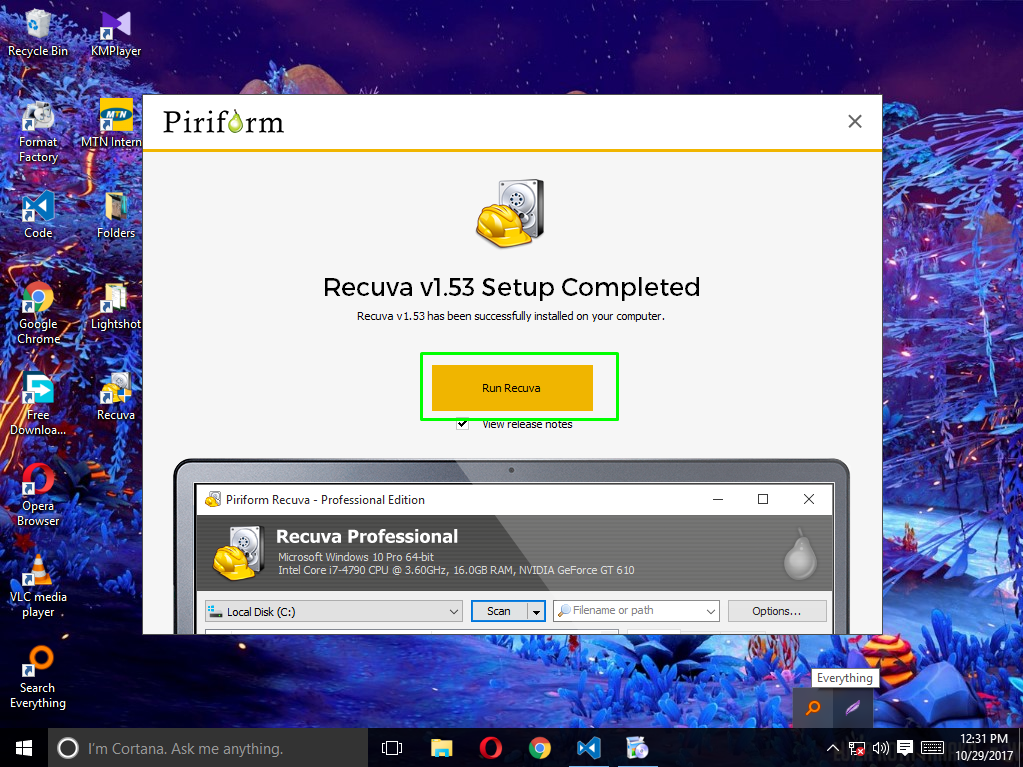 Recycle Bin
KMPlayer
Format
Factory
MTN
MTN Intern
Code
Folders
Google
Chrome
Lightshot
Free
Downloa...
Recuva
Opera
Browser
VLC media
player
Search
Everything
Piriform
Recuva v1.53 Setup Completed
Recuva v1.53 has been successfully installed on your computer.
Run Recuva
View release notes
Piriform Recuva - Professional Edition
Recuva Professional
Microsoft Windows 10 Pro 64-bit
Intel Core i7-4790 CPU @ 3.60GHz, 16.0GB RAM, NVIDIA GeForce GT 610
Local Disk (C:)
Scan
Filename or path
Options...
Everything
I'm Cortana. Ask me anything.
12:31 PM
10/29/2017